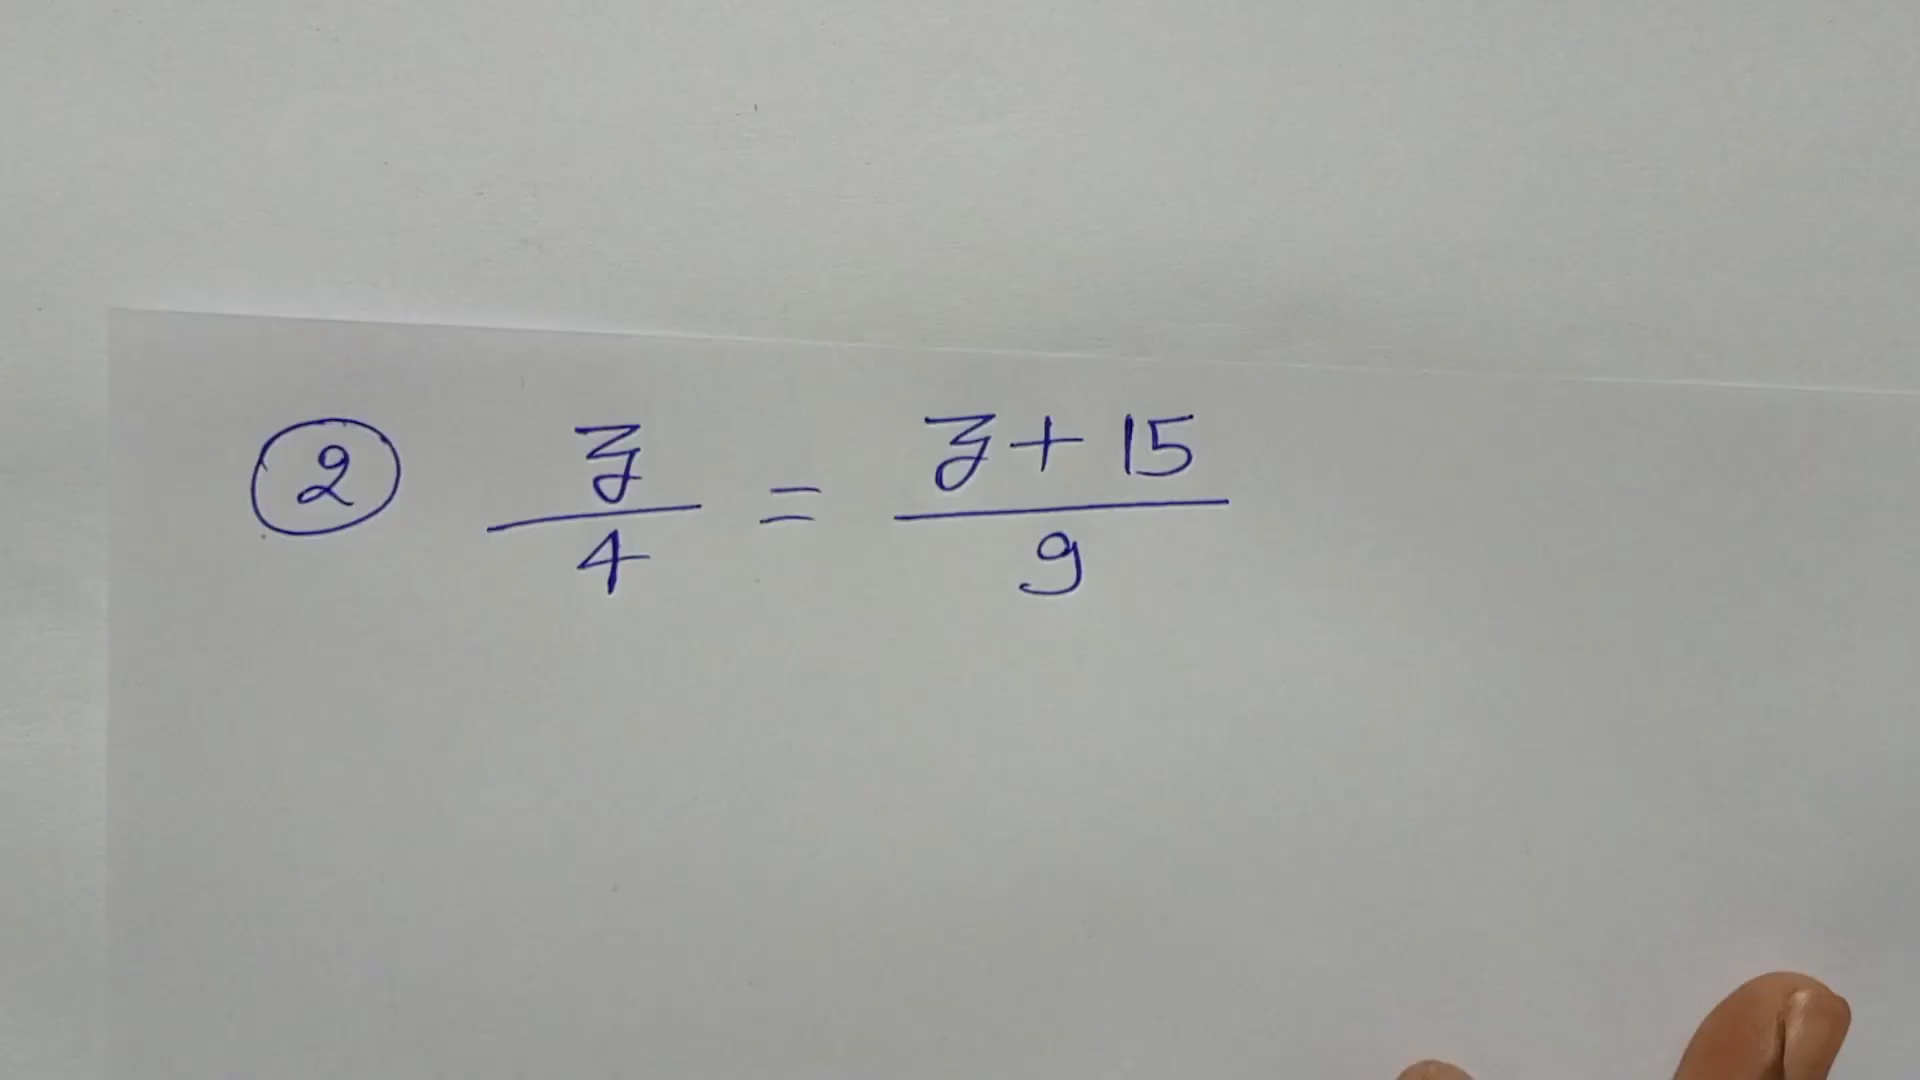 ② z/4 = (z + 15)/9